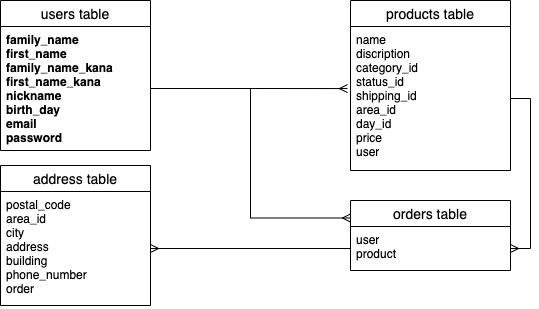 users table
family_name
first_name
family_name_kana
first_name_kana
nickname
birth_day
email
password
products table
name
discription
category_id
status_id
shipping_id
area_id
day_id
price
user
address table
postal_code
area_id
city
address
building
phone_number
order
orders table
user
product